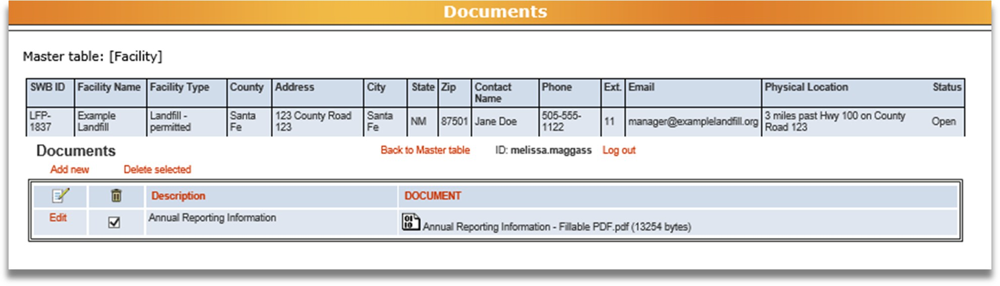 Documents
Master table: [Facility]
SWB ID Facility Name Facility Type County Address City State Zip Contact Name Phone Ext. Email Physical Location Status
LFP-1837 Example Landfill Landfill - permitted Santa Fe 123 County Road 123 Santa Fe NM 87501 Jane Doe 505-555-1122 11 manager@examplelandfill.org 3 miles past Hwy 100 on County Road 123 Open
Documents Back to Master table ID: melissa.maggass Log out
Add new Delete selected
Description DOCUMENT
Edit Annual Reporting Information Annual Reporting Information - Fillable PDF.pdf (13254 bytes)